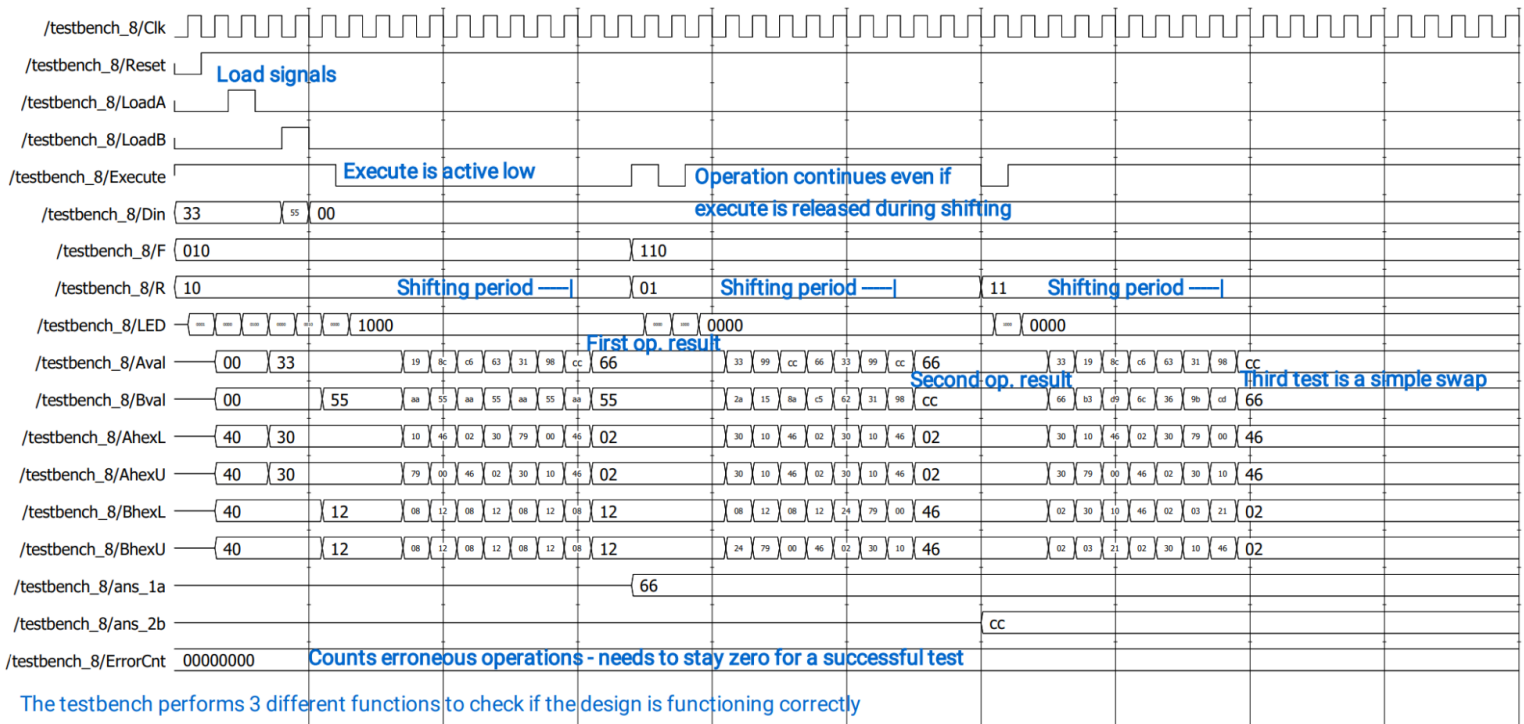 /testbench_8/Clk
/testbench_8/Reset
Load signals
/testbench_8/LoadA
/testbench_8/LoadB
/testbench_8/Execute Execute is active low Operation continues even if
/testbench_8/Din 33 55 00 execute is released during shifting
/testbench_8/F 010 110
/testbench_8/R 10 Shifting period -----| 01 Shifting period -----| 11 Shifting period -----|
/testbench_8/LED 1000 0000 0000
First op. result
/testbench_8/Aval 00 33 19 8c c6 63 31 98 cc 66 33 99 cc 66 33 99 cc 66 33 19 8c c6 63 31 98 cc
Second op. result Third test is a simple swap
/testbench_8/Bval 00 55 aa 55 aa 55 aa 55 aa 55 2a 15 8a c5 62 31 98 cc 66 b3 d9 6c 36 9b cd 66
/testbench_8/AhexL 40 30 10 46 02 30 79 00 46 02 30 10 46 02 30 10 46 02 30 10 46 02 30 79 00 46
/testbench_8/AhexU 40 30 79 00 46 02 30 10 46 02 30 10 46 02 30 10 46 02 30 79 00 46 02 30 10 46
/testbench_8/BhexL 40 12 08 12 08 12 08 12 08 12 08 12 08 12 24 79 00 46 02 30 10 46 02 03 21 02
/testbench_8/BhexU 40 12 08 12 08 12 08 12 08 12 24 79 00 46 02 30 10 46 02 03 21 02 30 10 46 02
/testbench_8/ans_1a 66
/testbench_8/ans_2b cc
/testbench_8/ErrorCnt 00000000 Counts erroneous operations - needs to stay zero for a successful test
The testbench performs 3 different functions to check if the design is functioning correctly